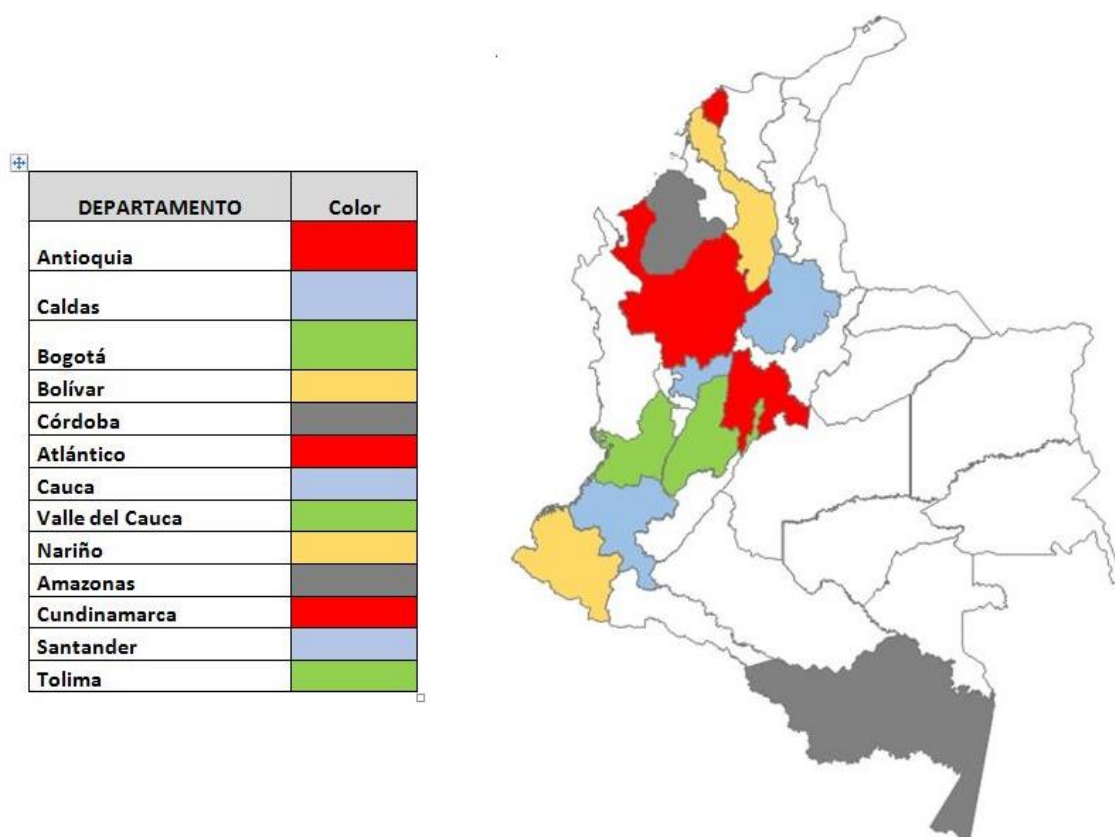 DEPARTAMENTO Color
Antioquia
Caldas
Bogotá
Bolívar
Córdoba
Atlántico
Cauca
Valle del Cauca
Nariño
Amazonas
Cundinamarca
Santander
Tolima